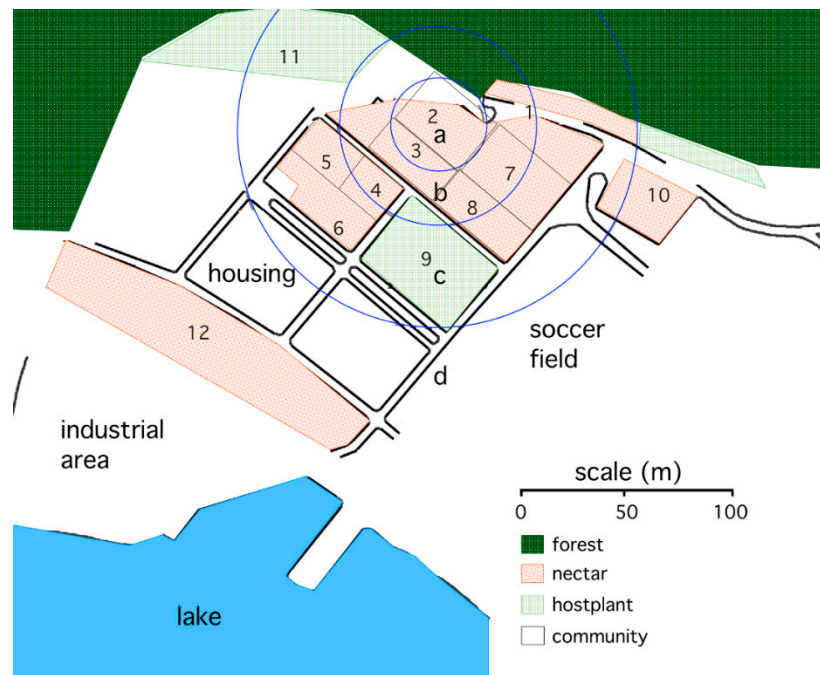 11
1
2
a
3
7
5
4
b
8
10
6
9
c
housing
12
soccer
field
d
industrial
area
scale (m)
0 50 100
forest
nectar
hostplant
community
lake